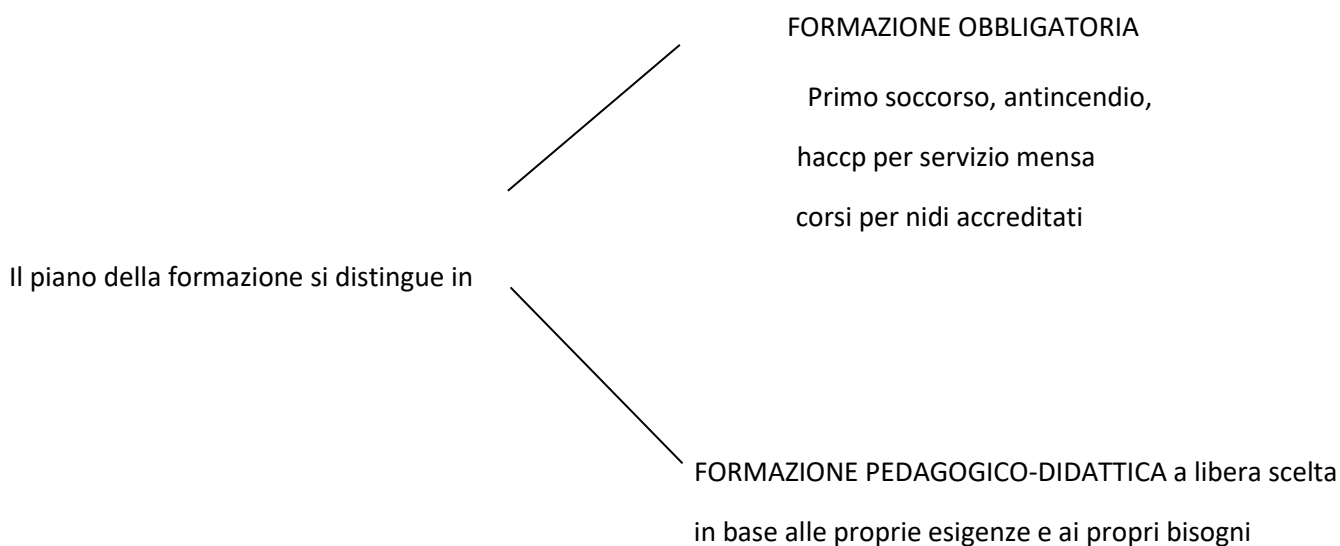 FORMAZIONE OBBLIGATORIA
Primo soccorso, antincendio,
haccp per servizio mensa
corsi per nidi accreditati
Il piano della formazione si distingue in
FORMAZIONE PEDAGOGICO-DIDATTICA a libera scelta
in base alle proprie esigenze e ai propri bisogni